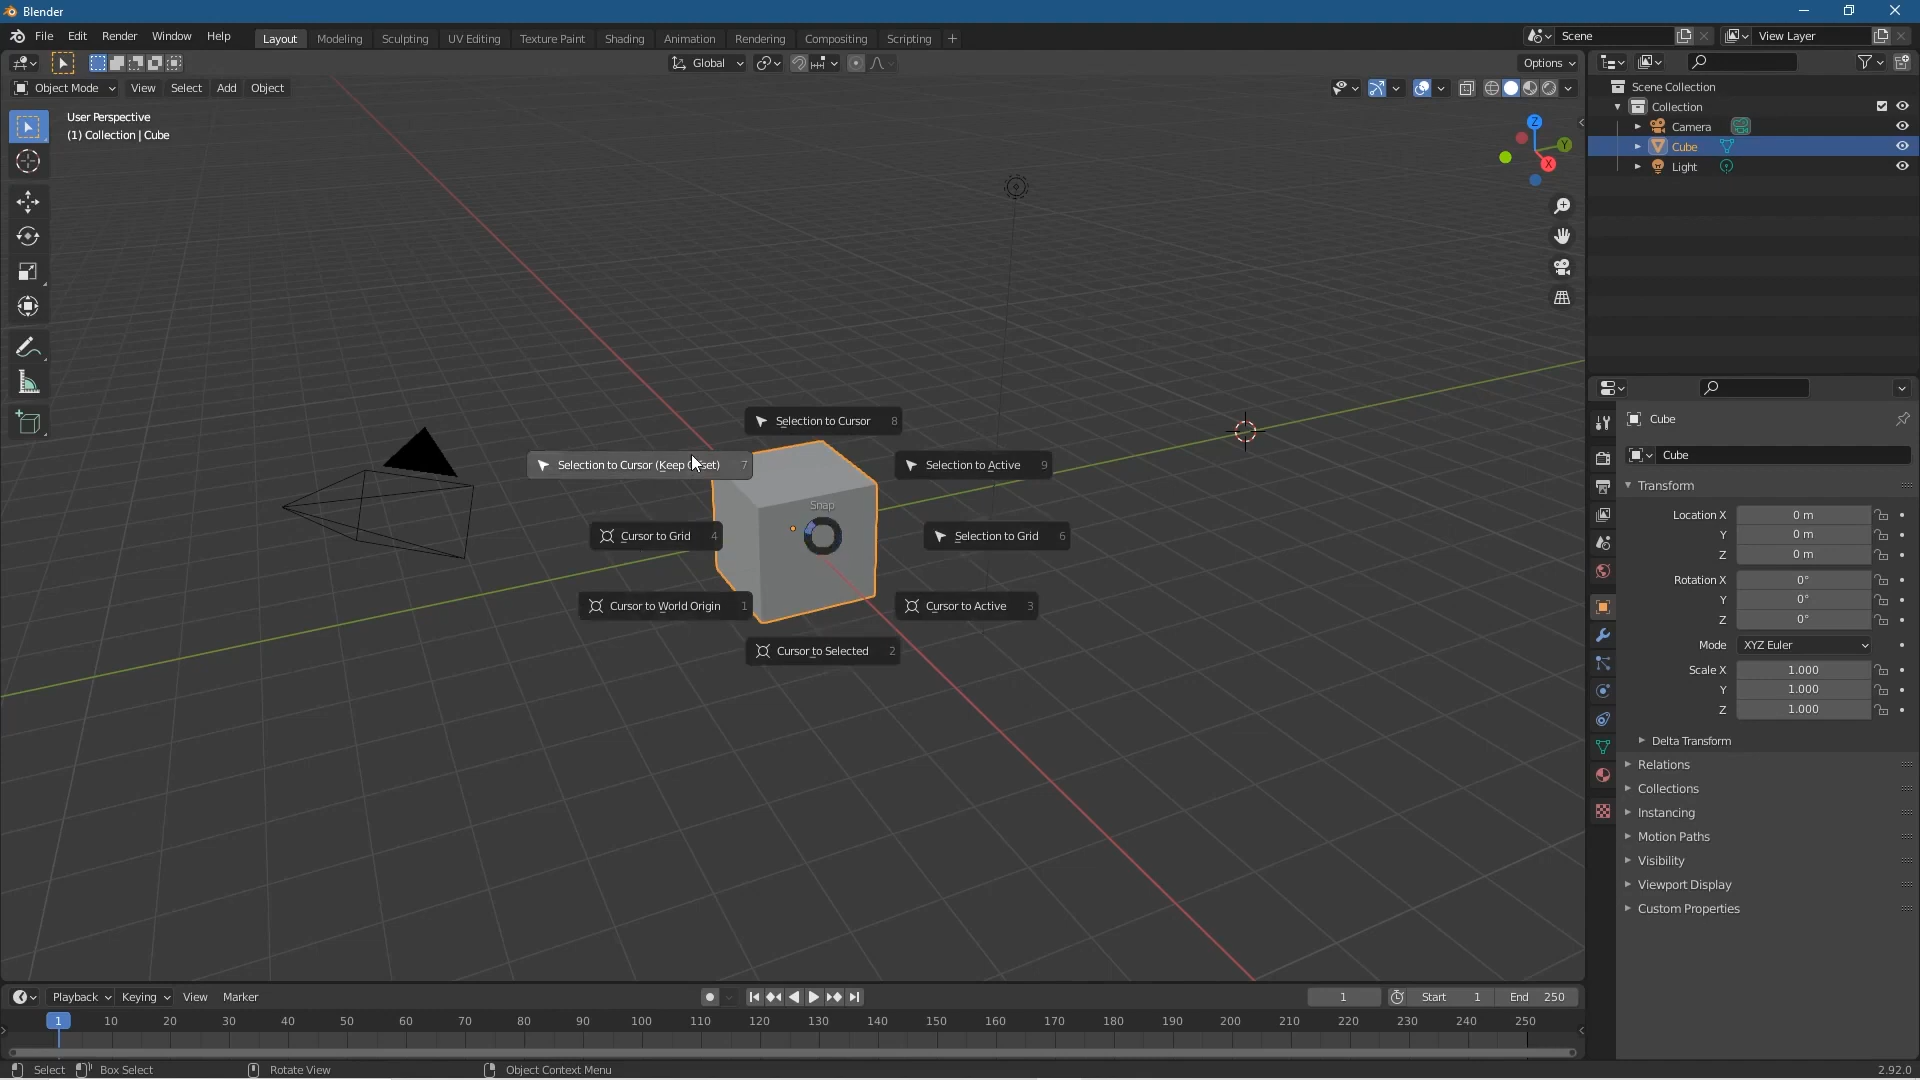 Blender
File Edit Render Window Help
Layout Modeling Sculpting UV Editing Texture Paint Shading Animation Rendering Compositing Scripting +
Scene
View Layer
Global
Options
Object Mode View Select Add Object
User Perspective
(1) Collection | Cube
Z
Y
X
Scene Collection
Collection
Camera
Cube
Light
Selection to Cursor 8
Selection to Cursor (Keep 7
Selection to Active 9
Snap
Cursor to Grid 4
Selection to Grid 6
Cursor to World Origin 1
Cursor to Active 3
Cursor to Selected 2
Cube
Cube
Transform
Location X 0 m
Y 0 m
Z 0 m
Rotation X 0°
Y 0°
Z 0°
Mode XYZ Euler
Scale X 1.000
Y 1.000
Z 1.000
Delta Transform
Relations
Collections
Instancing
Motion Paths
Visibility
Viewport Display
Custom Properties
Playback Keying View Marker
1 Start 1 End 250
1 10 20 30 40 50 60 70 80 90 100 110 120 130 140 150 160 170 180 190 200 210 220 230 240 250
Select Box Select Rotate View Object Context Menu 2.92.0